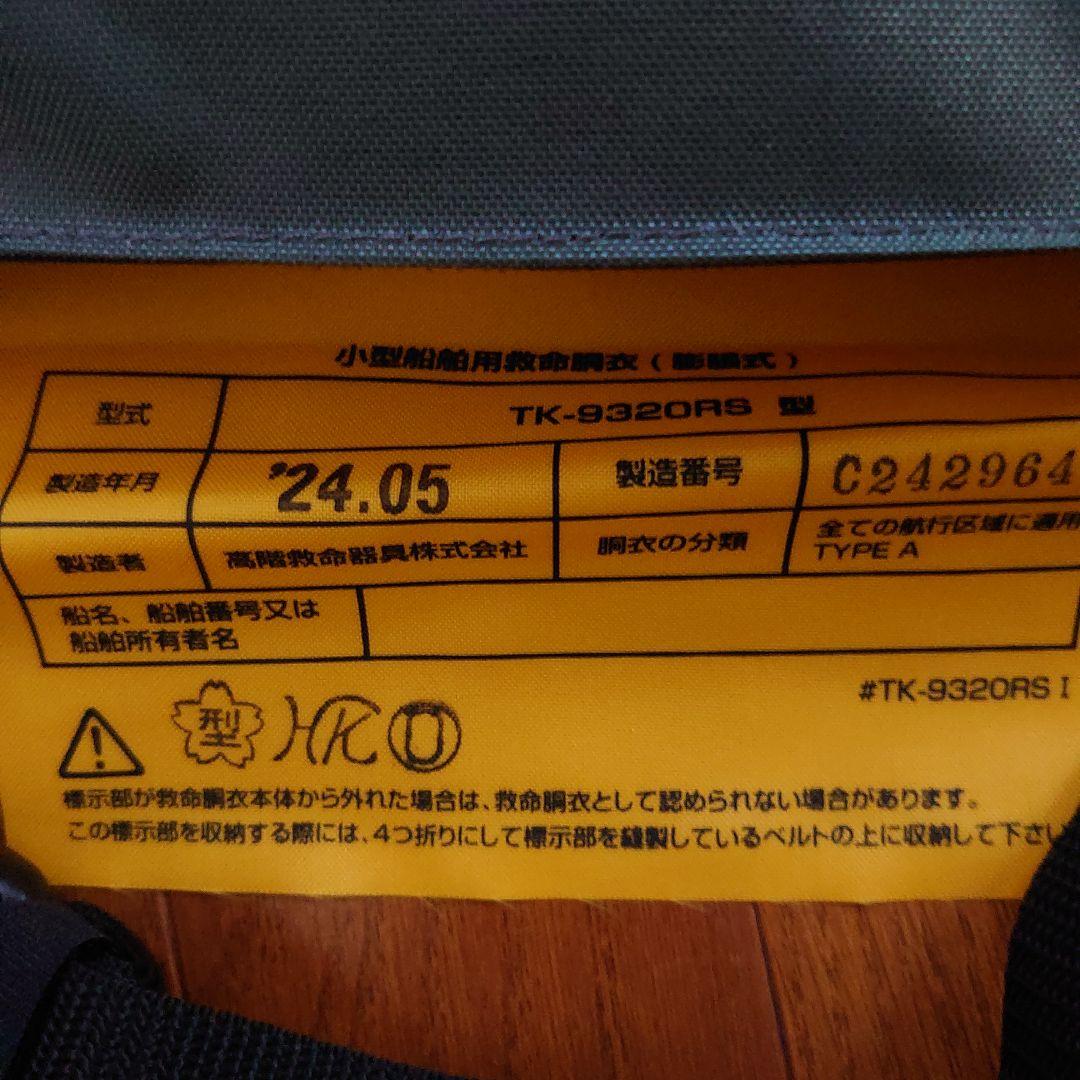 小型船舶用救命胴衣（膨脹式）
型式 TK-9320RS 型
製造年月 '24.05 製造番号 C242964
製造者 高階救命器具株式会社 胴衣の分類 全ての航行区域に適用
TYPE A
船名、船舶番号又は
船舶所有者名
#TK-9320RS I
型 HK
標示部が救命胴衣本体から外れた場合は、救命胴衣として認められない場合があります。
この標示部を収納する際には、4つ折りにして標示部を縫製しているベルトの上に収納して下さい